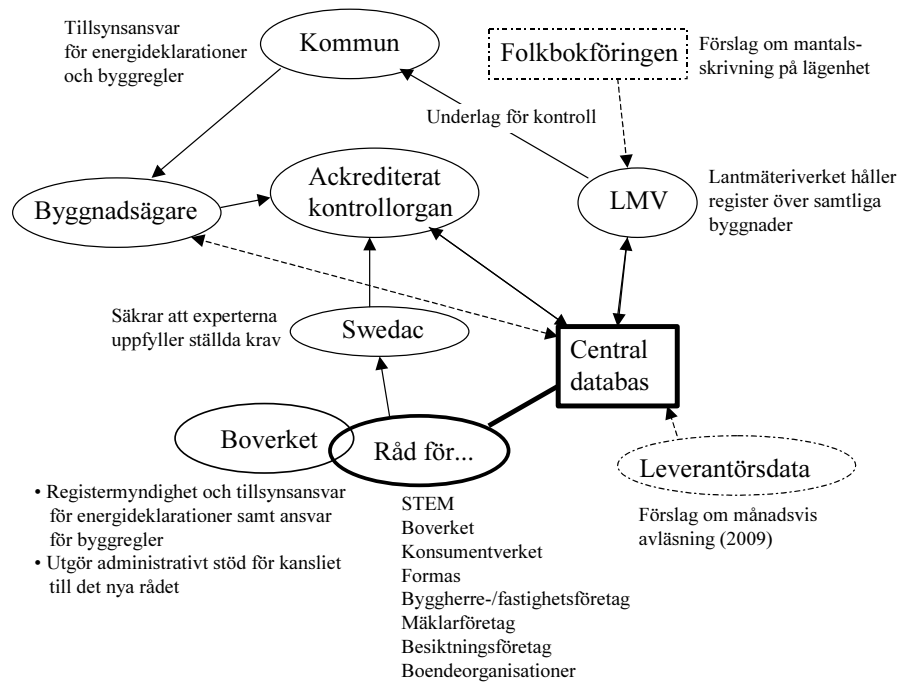 Tillsynsansvar
för energideklarationer
och byggregler
Kommun
Folkbokföringen
Förslag om mantals-
skrivning på lägenhet
Underlag för kontroll
Byggnadsägare
Ackrediterat
kontrollorgan
LMV
Lantmäteriverket håller
register över samtliga
byggnader
Säkrar att experterna
uppfyller ställda krav
Swedac
Central
databas
Boverket
Råd för...
Leverantörsdata
• Registermyndighet och tillsynsansvar
för energideklarationer samt ansvar
för byggregler
• Utgör administrativt stöd för kansliet
till det nya rådet
STEM
Boverket
Konsumentverket
Formas
Byggherre-/fastighetsföretag
Mäklarföretag
Besiktningsföretag
Boendeorganisationer
Förslag om månadsvis
avläsning (2009)